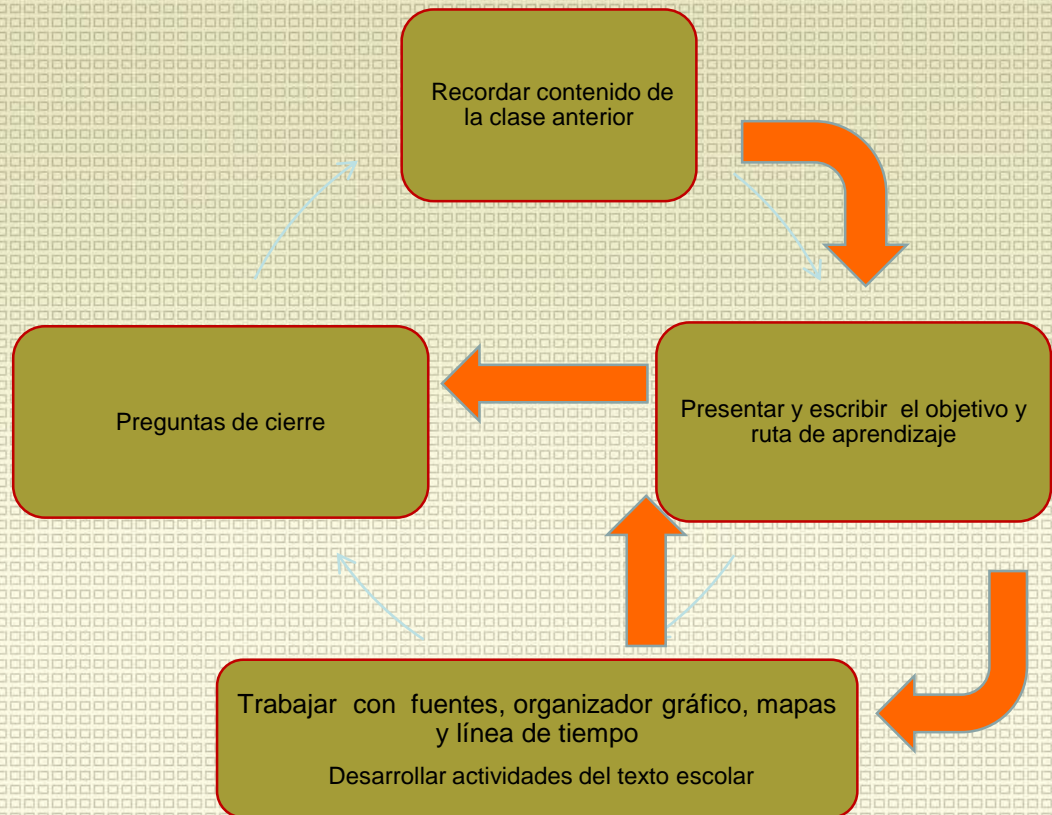 Recordar contenido de
la clase anterior
Presentar y escribir el objetivo y
ruta de aprendizaje
Trabajar con fuentes, organizador gráfico, mapas
y línea de tiempo
Desarrollar actividades del texto escolar
Preguntas de cierre